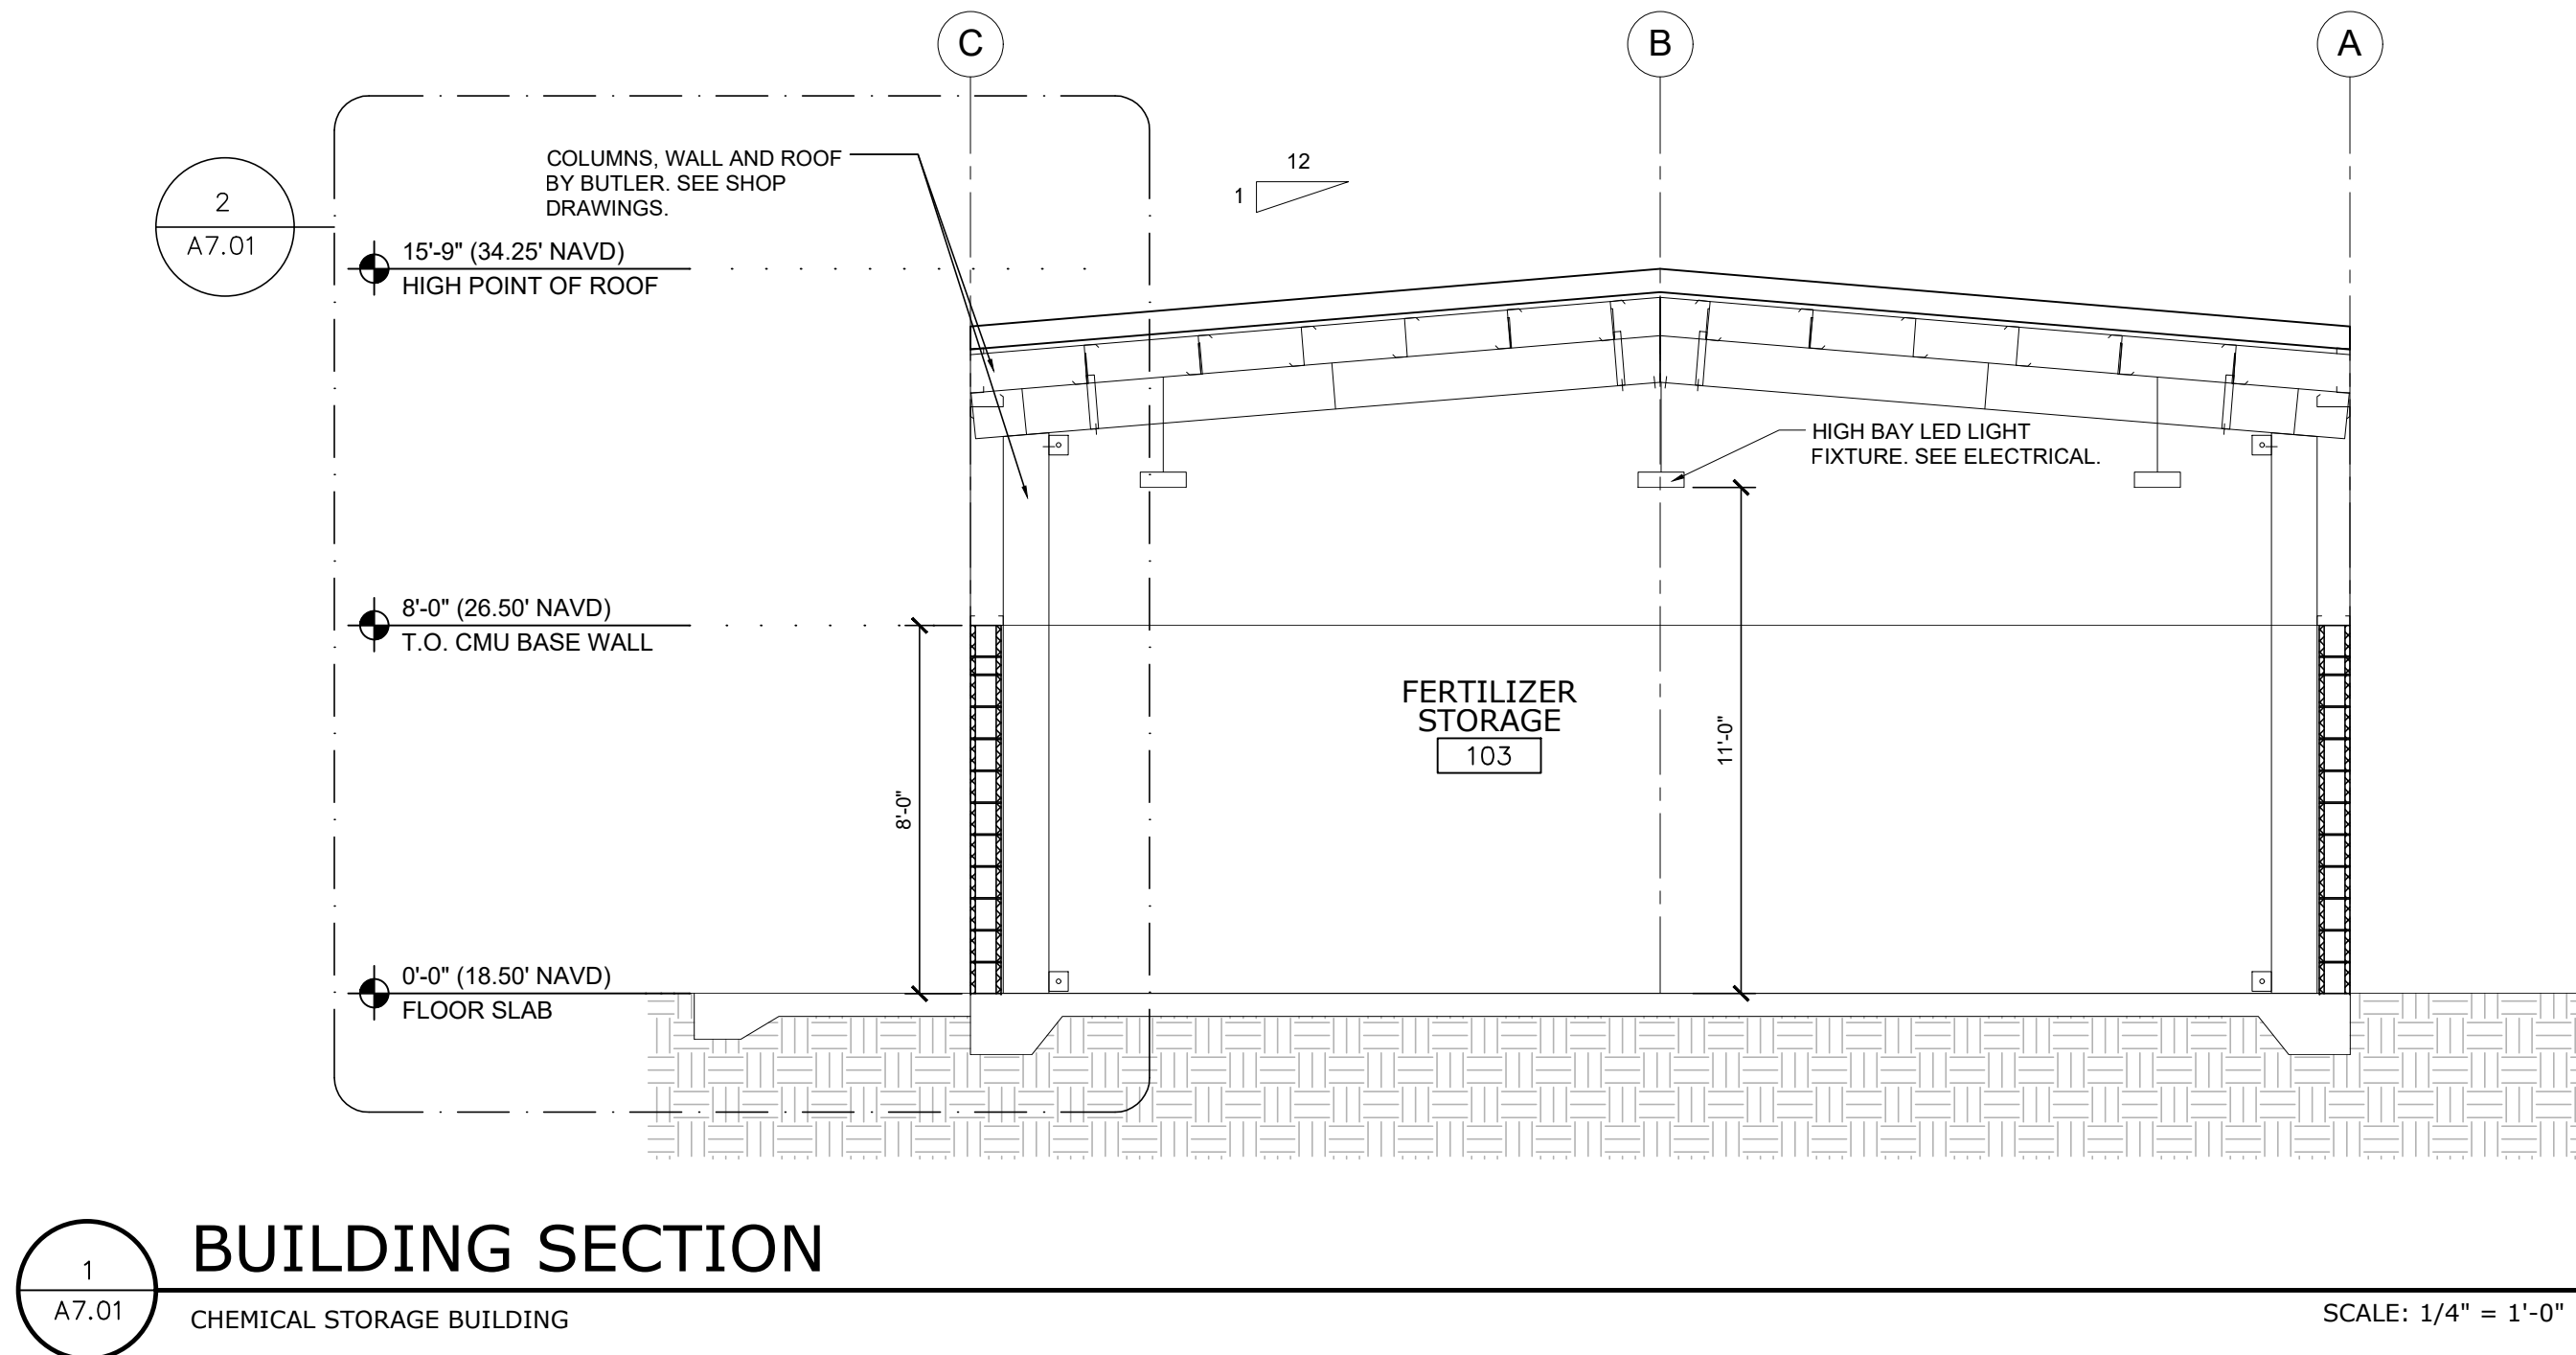 C
B
A
COLUMNS, WALL AND ROOF
BY BUTLER. SEE SHOP
DRAWINGS.
12
1
2
A7.01
15'-9" (34.25' NAVD)
HIGH POINT OF ROOF
HIGH BAY LED LIGHT
FIXTURE. SEE ELECTRICAL.
8'-0" (26.50' NAVD)
T.O. CMU BASE WALL
FERTILIZER
STORAGE
103
11'-0"
8'-0"
0'-0" (18.50' NAVD)
FLOOR SLAB
1
A7.01
BUILDING SECTION
CHEMICAL STORAGE BUILDING
SCALE: 1/4" = 1'-0"